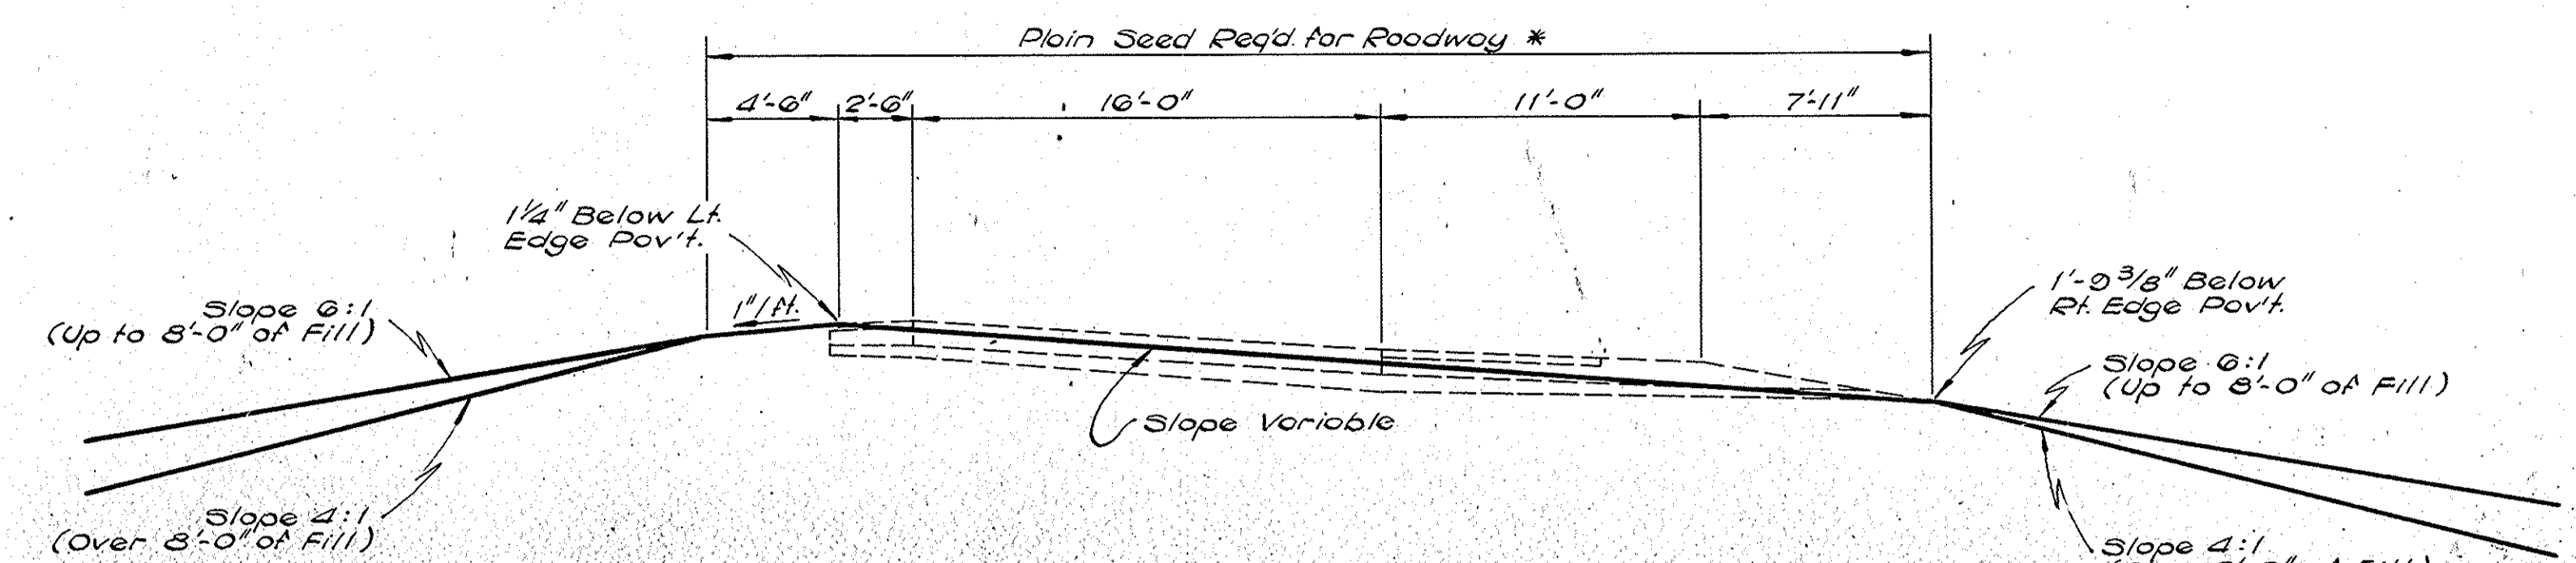 Plain Seed Req'd. for Roadway *
4'-6" 2'-6" 16'-0" 11'-0" 7'-11"
1¼" Below Lt.
Edge Pav't.
1"/ft.
Slope 6:1
(Up to 8'-0" of Fill)
1'-9 3/8" Below
Rt. Edge Pav't.
Slope 6:1
(Up to 8'-0" of Fill)
Slope Variable
Slope 4:1
(Over 8'-0" of Fill)
Slope 4:1